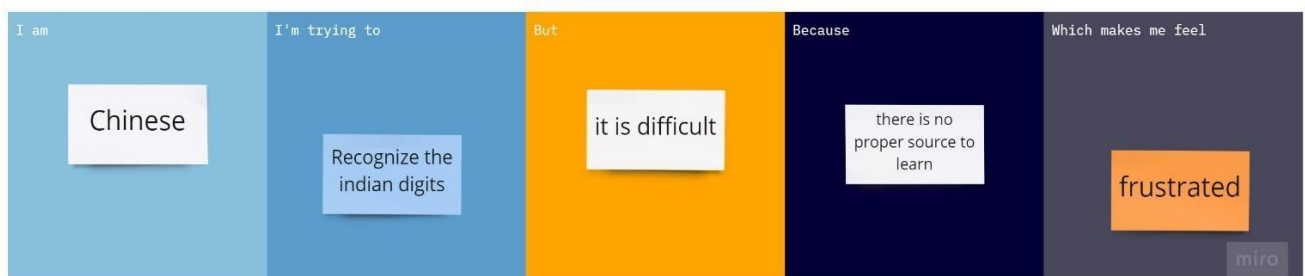 I am
Chinese
I'm trying to
Recognize the
indian digits
But
it is difficult
Because
there is no
proper source to
learn
Which makes me feel
frustrated
miro